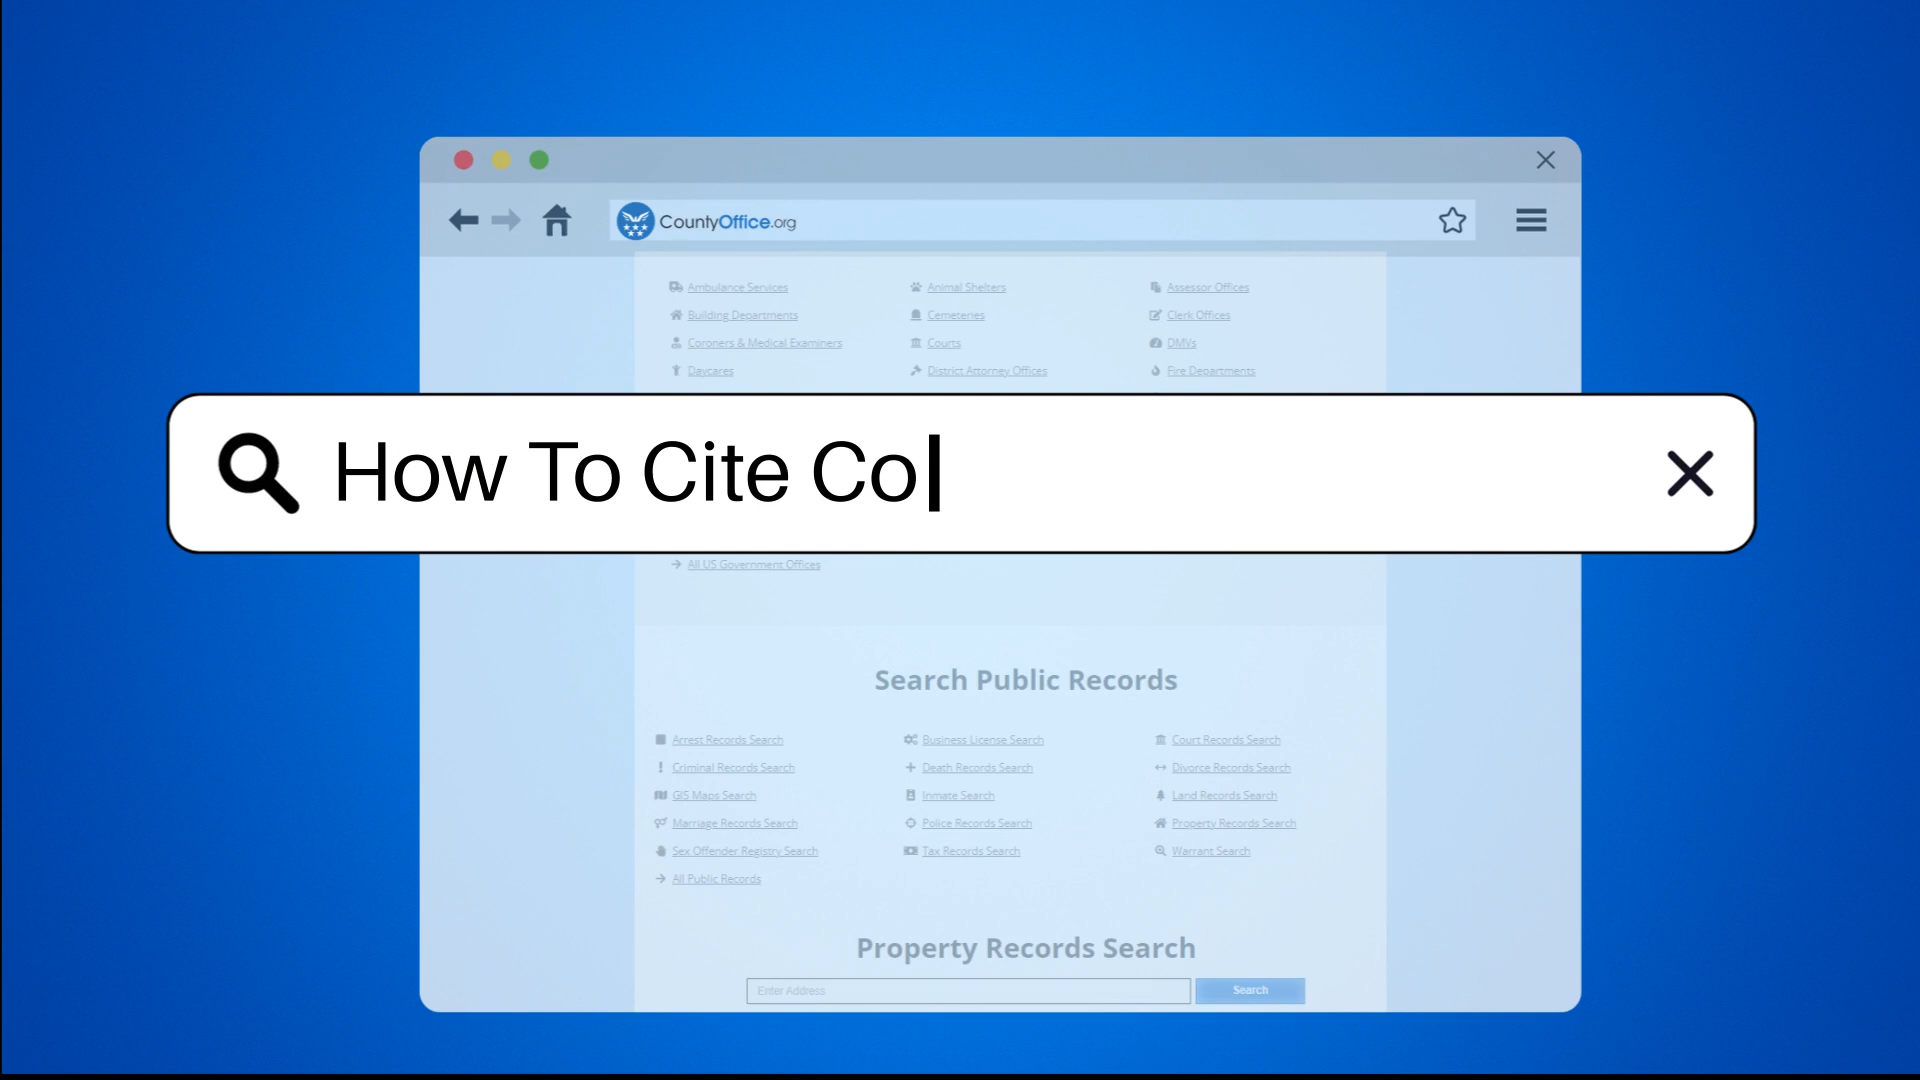 CountyOffice.org
Ambulance Services Animal Shelters Assessor Offices
Building Departments Cemeteries Clerk Offices
Coroners & Medical Examiners Courts DMVs
Daycares District Attorney Offices Fire Departments
How To Cite Co
All US Government Offices
Search Public Records
Arrest Records Search Business License Search Court Records Search
Criminal Records Search Death Records Search Divorce Records Search
GIS Maps Search Inmate Search Land Records Search
Marriage Records Search Police Records Search Property Records Search
Sex Offender Registry Search Tax Records Search Warrant Search
All Public Records
Property Records Search
Enter Address Search